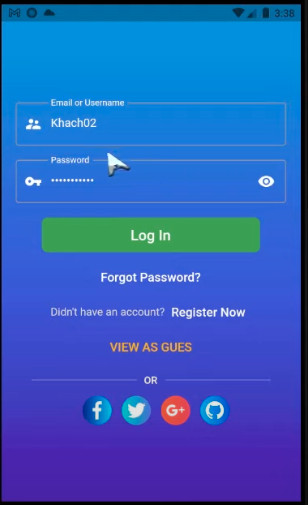 3:38
Email or Username
Khach02
Password
•••••••••••
Log In
Forgot Password?
Didn't have an account? Register Now
VIEW AS GUES
OR
f
G+